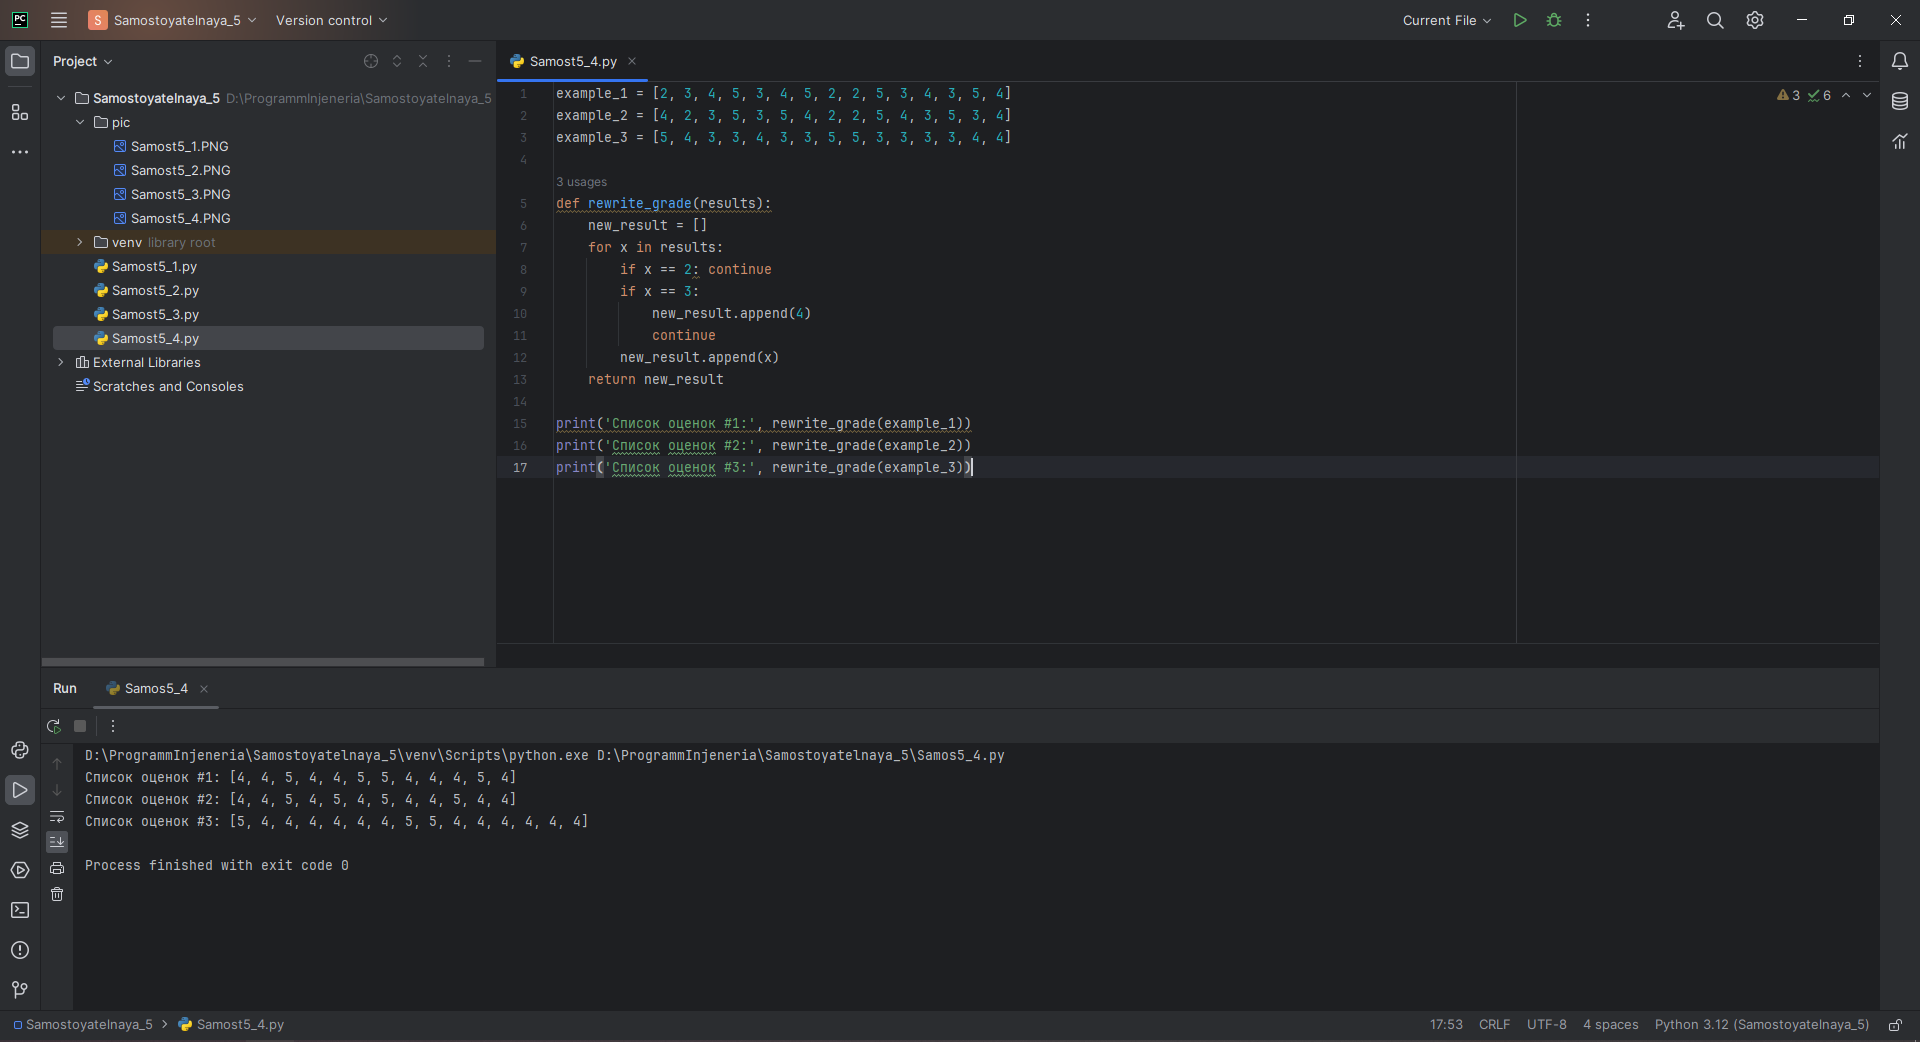 PC
S Samostoyatelnaya_5 Version control
Current File
Project
Samostoyatelnaya_5 D:\ProgrammInjeneria\Samostoyatelnaya_5
pic
Samost5_1.PNG
Samost5_2.PNG
Samost5_3.PNG
Samost5_4.PNG
venv library root
Samost5_1.py
Samost5_2.py
Samost5_3.py
Samost5_4.py
External Libraries
Scratches and Consoles
Samost5_4.py
3 6
1 example_1 = [2, 3, 4, 5, 3, 4, 5, 2, 2, 5, 3, 4, 3, 5, 4]
2 example_2 = [4, 2, 3, 5, 3, 5, 4, 2, 2, 5, 4, 3, 5, 3, 4]
3 example_3 = [5, 4, 3, 3, 4, 3, 3, 5, 5, 3, 3, 3, 3, 4, 4]
4
3 usages
5 def rewrite_grade(results):
6 new_result = []
7 for x in results:
8 if x == 2: continue
9 if x == 3:
10 new_result.append(4)
11 continue
12 new_result.append(x)
13 return new_result
14
15 print('Список оценок #1:', rewrite_grade(example_1))
16 print('Список оценок #2:', rewrite_grade(example_2))
17 print('Список оценок #3:', rewrite_grade(example_3))
Run Samos5_4
D:\ProgrammInjeneria\Samostoyatelnaya_5\venv\Scripts\python.exe D:\ProgrammInjeneria\Samostoyatelnaya_5\Samos5_4.py
Список оценок #1: [4, 4, 5, 4, 4, 5, 5, 4, 4, 4, 5, 4]
Список оценок #2: [4, 4, 5, 4, 5, 4, 5, 4, 4, 5, 4, 4]
Список оценок #3: [5, 4, 4, 4, 4, 4, 4, 5, 5, 4, 4, 4, 4, 4, 4]
Process finished with exit code 0
Samostoyatelnaya_5 Samost5_4.py
17:53 CRLF UTF-8 4 spaces Python 3.12 (Samostoyatelnaya_5)